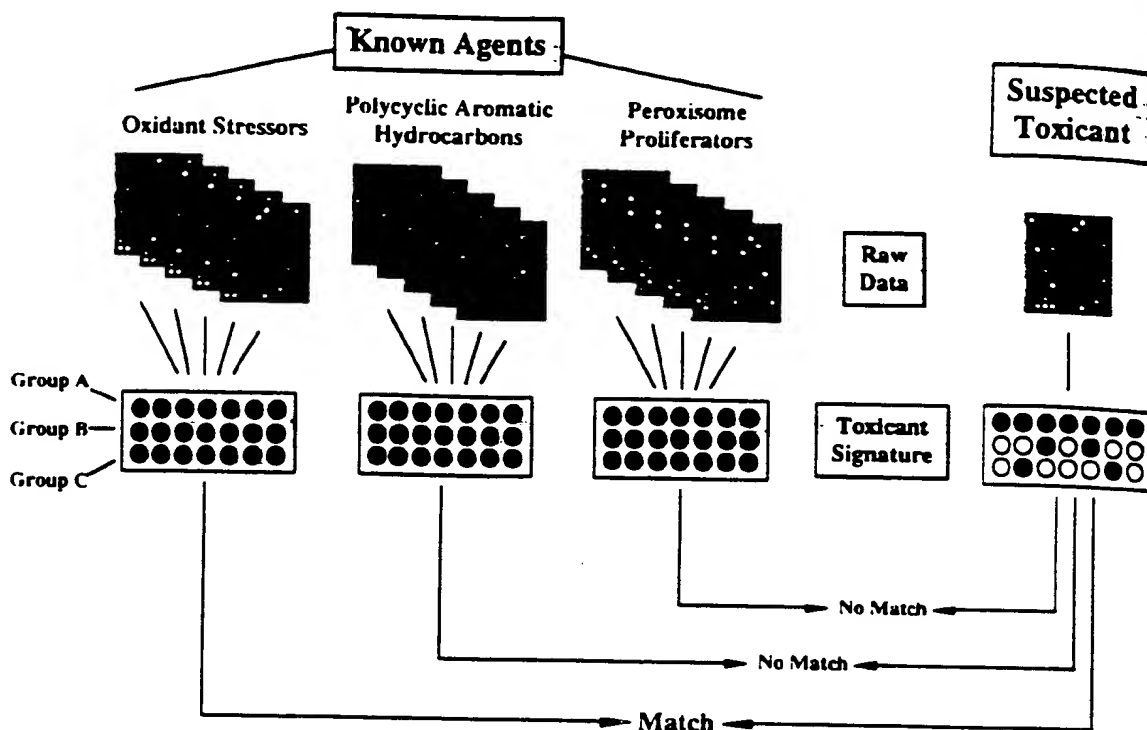 Known Agents
Oxidant Stressors
Polycyclic Aromatic
Hydrocarbons
Peroxisome
Proliferators
Suspected
Toxicant
Raw
Data
Group A
Group B
Group C
Toxicant
Signature
No Match
No Match
Match